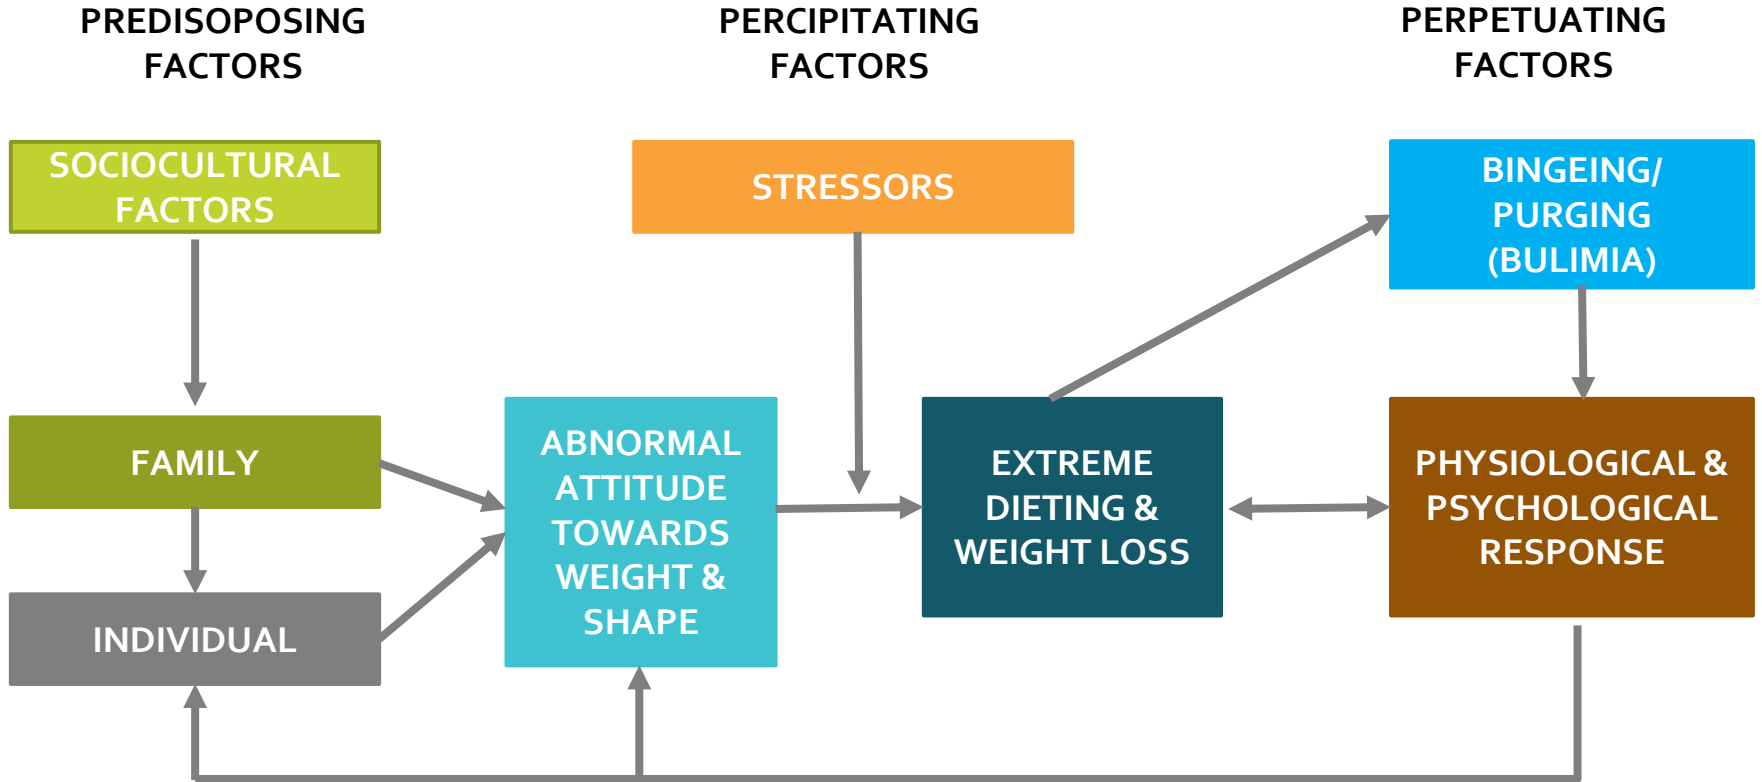 PREDISOPOSING
FACTORS
PERCIPITATING
FACTORS
PERPETUATING
FACTORS
SOCIOCULTURAL
FACTORS
STRESSORS
BINGEING/
PURGING
(BULIMIA)
FAMILY
INDIVIDUAL
ABNORMAL
ATTITUDE
TOWARDS
WEIGHT &
SHAPE
EXTREME
DIETING &
WEIGHT LOSS
PHYSIOLOGICAL &
PSYCHOLOGICAL
RESPONSE